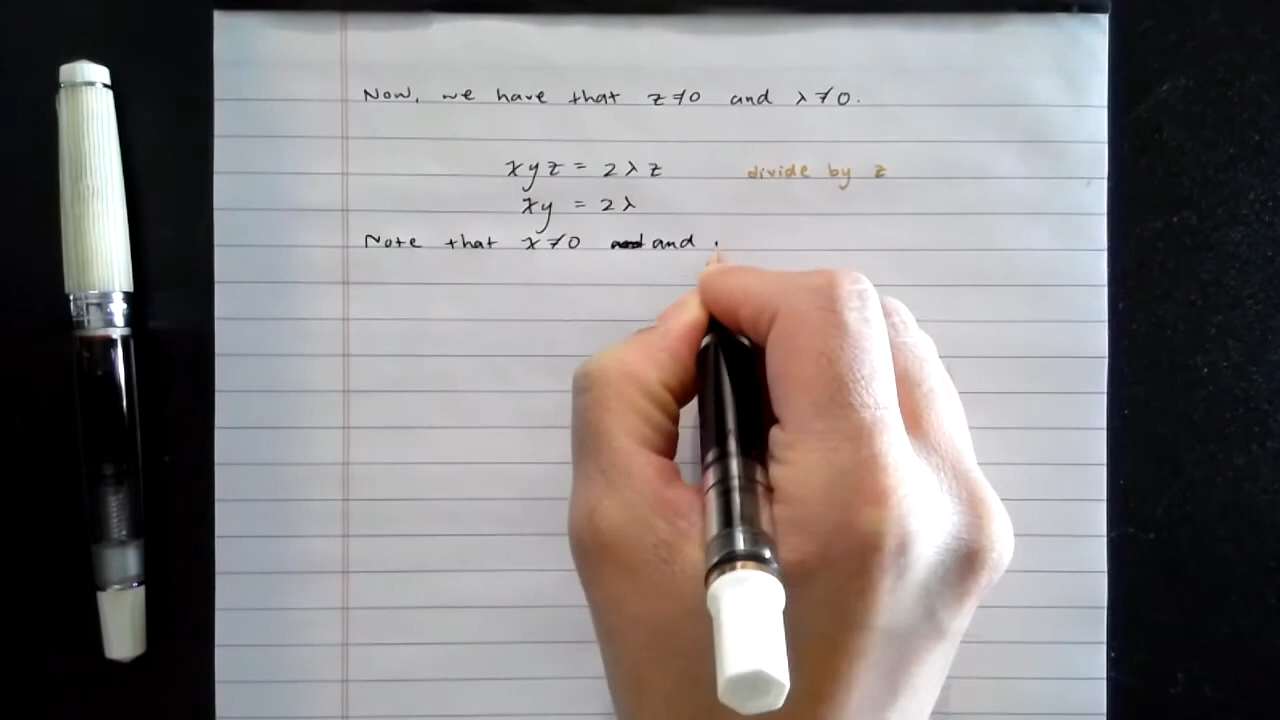 Now, we have that z≠0 and λ≠0.
xyz = 2λz divide by z
xy = 2λ
Note that x≠0 and